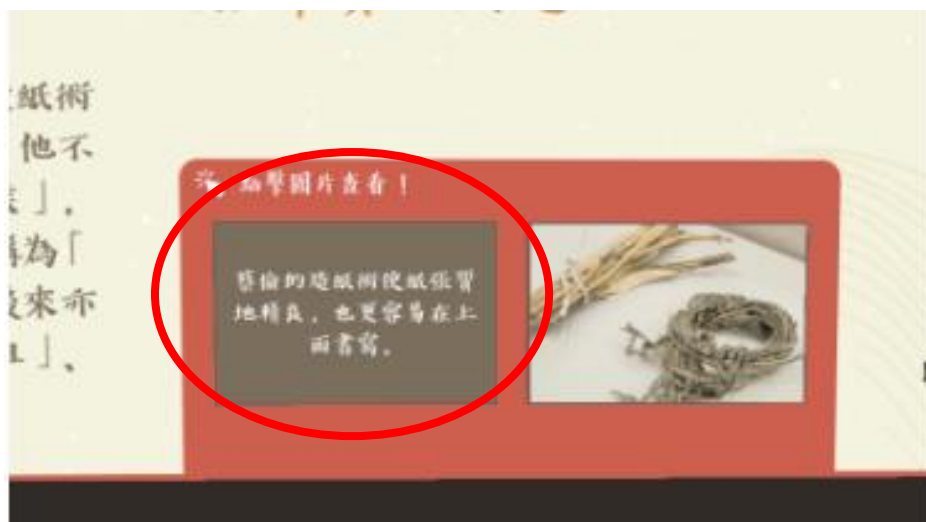 紙術
他不
」，
為「
後來亦
」、
點擊圖片查看！
蔡倫的造紙術使紙張質
地精良，也更容易在上
面書寫。